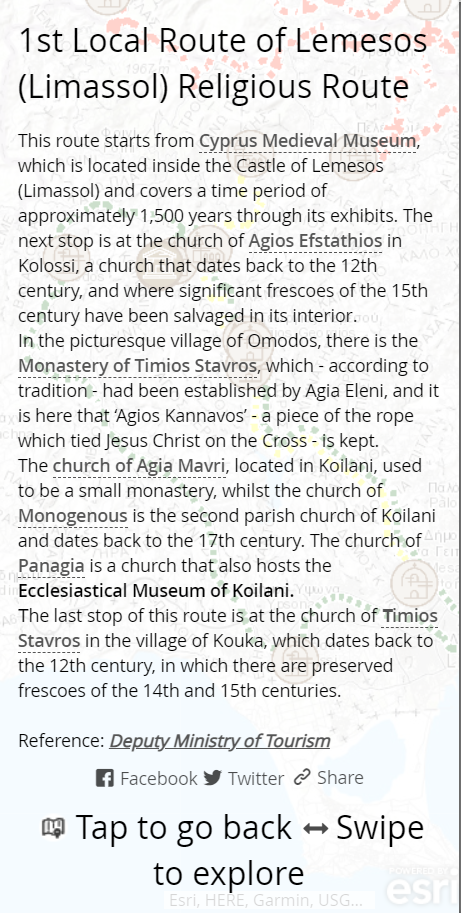 1st Local Route of Lemesos
(Limassol) Religious Route
This route starts from Cyprus Medieval Museum,
which is located inside the Castle of Lemesos
(Limassol) and covers a time period of
approximately 1,500 years through its exhibits. The
next stop is at the church of Agios Efstathios in
Kolossi, a church that dates back to the 12th
century, and where significant frescoes of the 15th
century have been salvaged in its interior.
In the picturesque village of Omodos, there is the
Monastery of Timios Stavros, which - according to
tradition - had been established by Agia Eleni, and it
is here that ‘Agios Kannavos’ - a piece of the rope
which tied Jesus Christ on the Cross - is kept.
The church of Agia Mavri, located in Koilani, used
to be a small monastery, whilst the church of
Monogenous is the second parish church of Koilani
and dates back to the 17th century. The church of
Panagia is a church that also hosts the
Ecclesiastical Museum of Koilani.
The last stop of this route is at the church of Timios
Stavros in the village of Kouka, which dates back to
the 12th century, in which there are preserved
frescoes of the 14th and 15th centuries.
Reference: Deputy Ministry of Tourism
Facebook Twitter Share
Tap to go back Swipe
to explore
POWERED BY
esri
Esri, HERE, Garmin, USG...